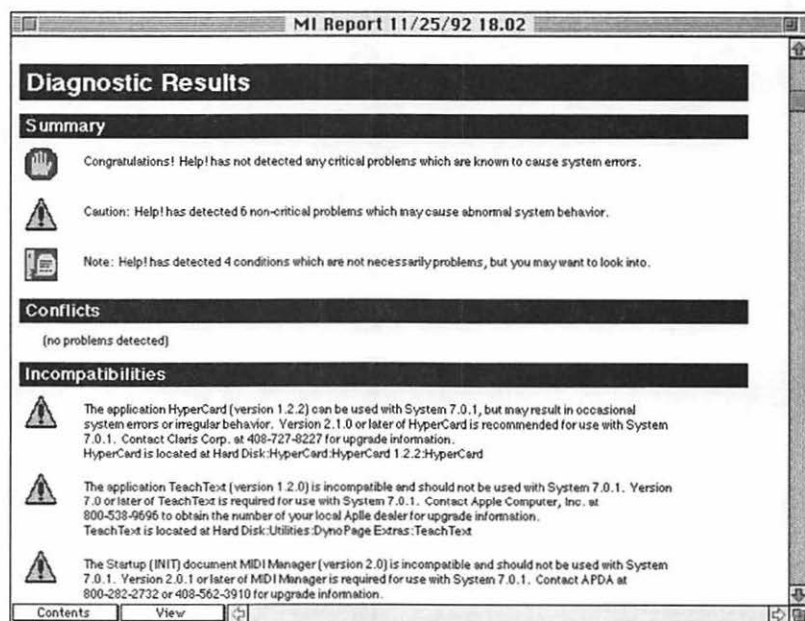 MI Report 11/25/92 18.02
Diagnostic Results
Summary
Congratulations! Help! has not detected any critical problems which are known to cause system errors.
Caution: Help! has detected 6 non-critical problems which may cause abnormal system behavior.
Note: Help! has detected 4 conditions which are not necessarily problems, but you may want to look into.
Conflicts
(no problems detected)
Incompatibilities
The application HyperCard (version 1.2.2) can be used with System 7.0.1, but may result in occasional
system errors or irregular behavior. Version 2.1.0 or later of HyperCard is recommended for use with System
7.0.1. Contact Claris Corp. at 408-727-8227 for upgrade information.
HyperCard is located at Hard Disk:HyperCard:HyperCard 1.2.2:HyperCard
The application TeachText (version 1.2.0) is incompatible and should not be used with System 7.0.1. Version
7.0 or later of TeachText is required for use with System 7.0.1. Contact Apple Computer, Inc. at
800-538-9696 to obtain the number of your local Aplle dealer for upgrade information.
TeachText is located at Hard Disk:Utilities:DynoPage Extras:TeachText
The Startup (INIT) document MIDI Manager (version 2.0) is incompatible and should not be used with System
7.0.1. Version 2.0.1 or later of MIDI Manager is required for use with System 7.0.1. Contact APDA at
800-282-2732 or 408-562-3910 for upgrade information.
Contents View